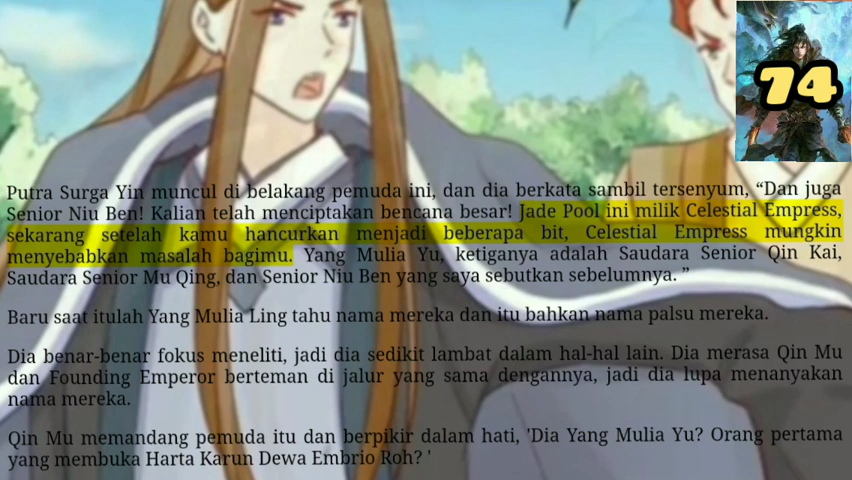 74
Putra Surga Yin muncul di belakang pemuda ini, dan dia berkata sambil tersenyum, “Dan juga
Senior Niu Ben! Kalian telah menciptakan bencana besar! Jade Pool ini milik Celestial Empress,
sekarang setelah kamu hancurkan menjadi beberapa bit, Celestial Empress mungkin
menyebabkan masalah bagimu. Yang Mulia Yu, ketiganya adalah Saudara Senior Qin Kai,
Saudara Senior Mu Qing, dan Senior Niu Ben yang saya sebutkan sebelumnya. ”
Baru saat itulah Yang Mulia Ling tahu nama mereka dan itu bahkan nama palsu mereka.
Dia benar-benar fokus meneliti, jadi dia sedikit lambat dalam hal-hal lain. Dia merasa Qin Mu
dan Founding Emperor berteman di jalur yang sama dengannya, jadi dia lupa menanyakan
nama mereka.
Qin Mu memandang pemuda itu dan berpikir dalam hati, 'Dia Yang Mulia Yu? Orang pertama
yang membuka Harta Karun Dewa Embrio Roh? '